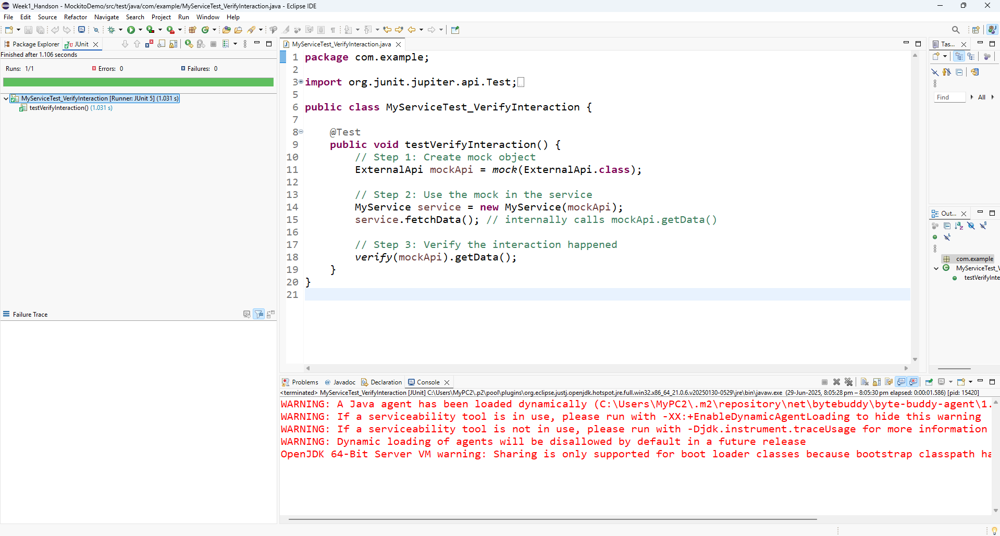 Week1_Handson - MockitoDemo/src/test/java/com/example/MyServiceTest_VerifyInteraction.java - Eclipse IDE
File Edit Source Refactor Navigate Search Project Run Window Help
Package Explorer JUnit
Finished after 1.106 seconds
Runs: 1/1 Errors: 0 Failures: 0
MyServiceTest_VerifyInteraction [Runner: JUnit 5] (1.031 s)
testVerifyInteraction() (1.031 s)
Failure Trace
MyServiceTest_VerifyInteraction.java
1 package com.example;
2
3 import org.junit.jupiter.api.Test;
5
6 public class MyServiceTest_VerifyInteraction {
7
8 @Test
9 public void testVerifyInteraction() {
10 // Step 1: Create mock object
11 ExternalApi mockApi = mock(ExternalApi.class);
12
13 // Step 2: Use the mock in the service
14 MyService service = new MyService(mockApi);
15 service.fetchData(); // internally calls mockApi.getData()
16
17 // Step 3: Verify the interaction happened
18 verify(mockApi).getData();
19 }
20 }
21
Tas...
Find All
Out...
com.example
MyServiceTest_V
testVerifyInte
Problems @ Javadoc Declaration Console
<terminated> MyServiceTest_VerifyInteraction [JUnit] C:\Users\MyPC2\.p2\pool\plugins\org.eclipse.justj.openjdk.hotspot.jre.full.win32.x86_64_21.0.6.v20250130-0529\jre\bin\javaw.exe (29-Jun-2025, 8:05:28 pm – 8:05:30 pm elapsed: 0:00:01.586) [pid: 15420]
WARNING: A Java agent has been loaded dynamically (C:\Users\MyPC2\.m2\repository\net\bytebuddy\byte-buddy-agent\1.
WARNING: If a serviceability tool is in use, please run with -XX:+EnableDynamicAgentLoading to hide this warning
WARNING: If a serviceability tool is not in use, please run with -Djdk.instrument.traceUsage for more information
WARNING: Dynamic loading of agents will be disallowed by default in a future release
OpenJDK 64-Bit Server VM warning: Sharing is only supported for boot loader classes because bootstrap classpath ha